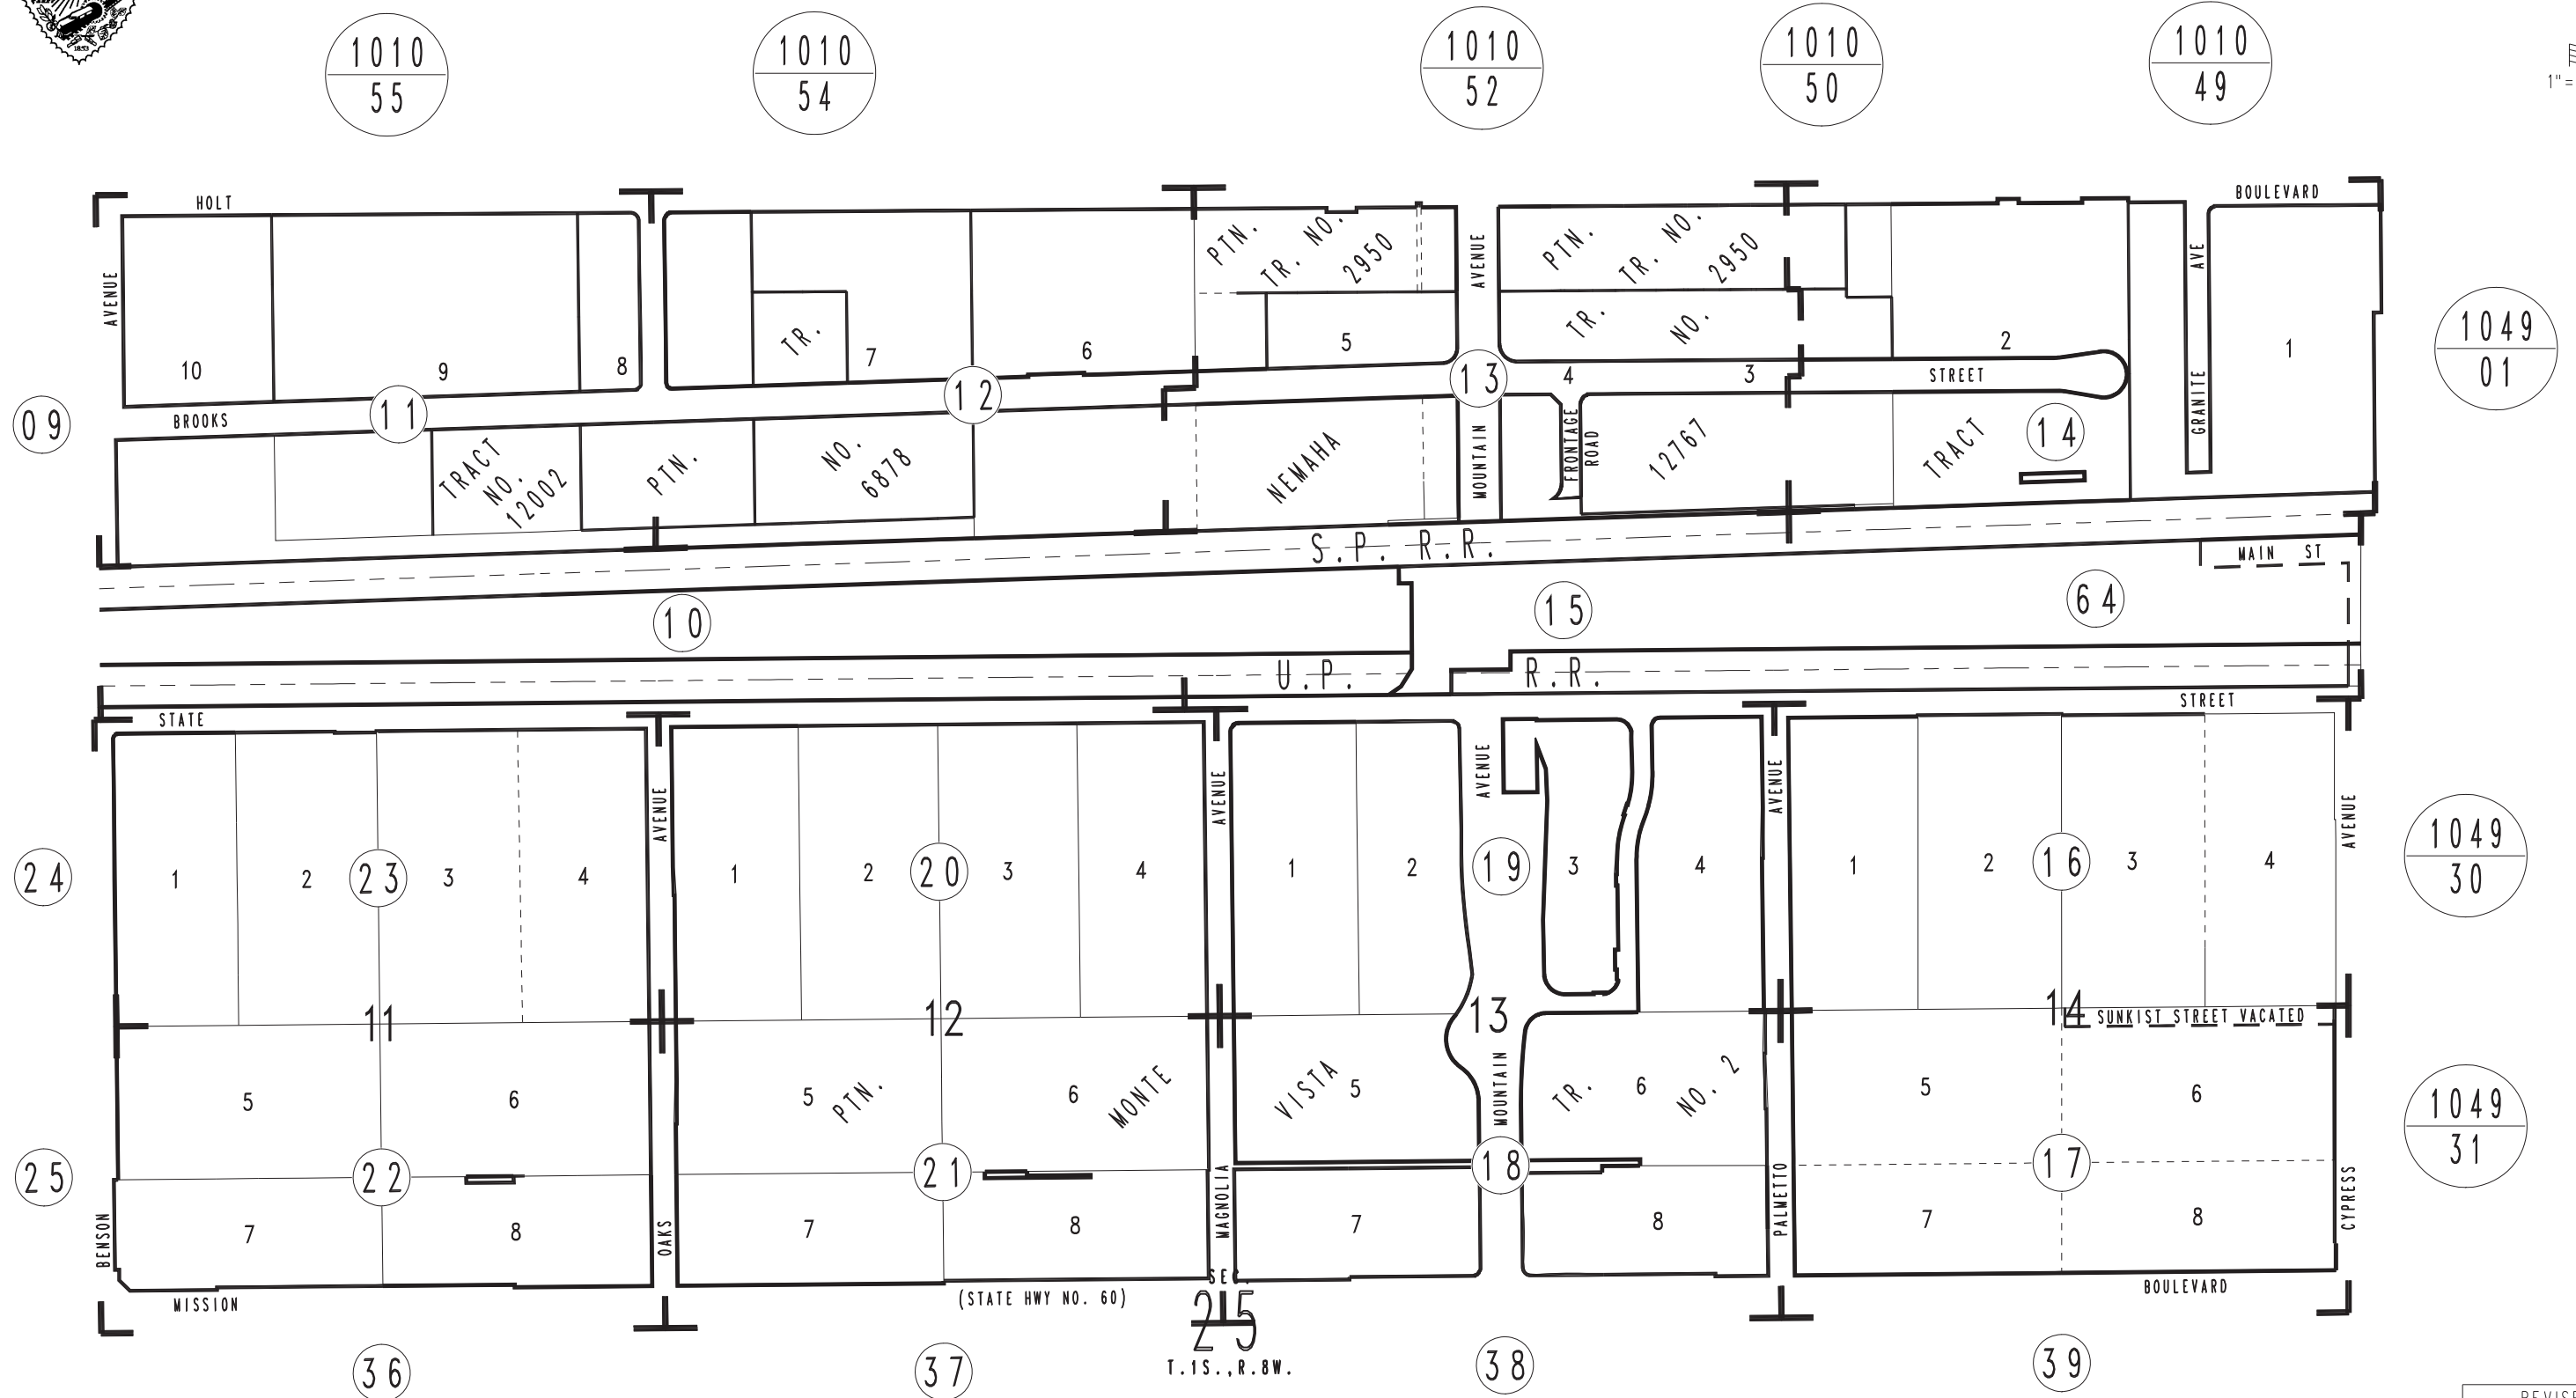 1853
1010
55
1010
54
1010
52
1010
50
1010
49
1" =
HOLT
BOULEVARD
AVENUE
PTN.
TR. NO.
2950
AVENUE
PTN.
TR. NO.
2950
AVE
TR.
TR. NO.
10
9
8
7
6
5
2
1
1049
01
09
BROOKS
11
12
13
4
3
STREET
14
GRANITE
TRACT
NO.
12002
PTN.
NO.
6878
NEMAHA
MOUNTAIN
FRONTAGE
ROAD
12767
TRACT
S.P. R.R.
MAIN ST
10
15
64
U.P. R.R.
STATE
STREET
AVENUE
AVENUE
AVENUE
AVENUE
AVENUE
24
1
2
23
3
4
1
2
20
3
4
1
2
19
3
4
1
2
16
3
4
1049
30
11
12
13
14
SUNKIST STREET VACATED
5
6
5
PTN.
6
MONTE
VISTA
5
MOUNTAIN
TR.
6
NO. 2
5
6
1049
31
25
22
21
18
17
BENSON
7
8
OAKS
7
8
MAGNOLIA
7
8
PALMETTO
7
8
CYPRESS
MISSION
(STATE HWY NO. 60)
SEC.
25
T.1S.,R.8W.
BOULEVARD
36
37
38
39